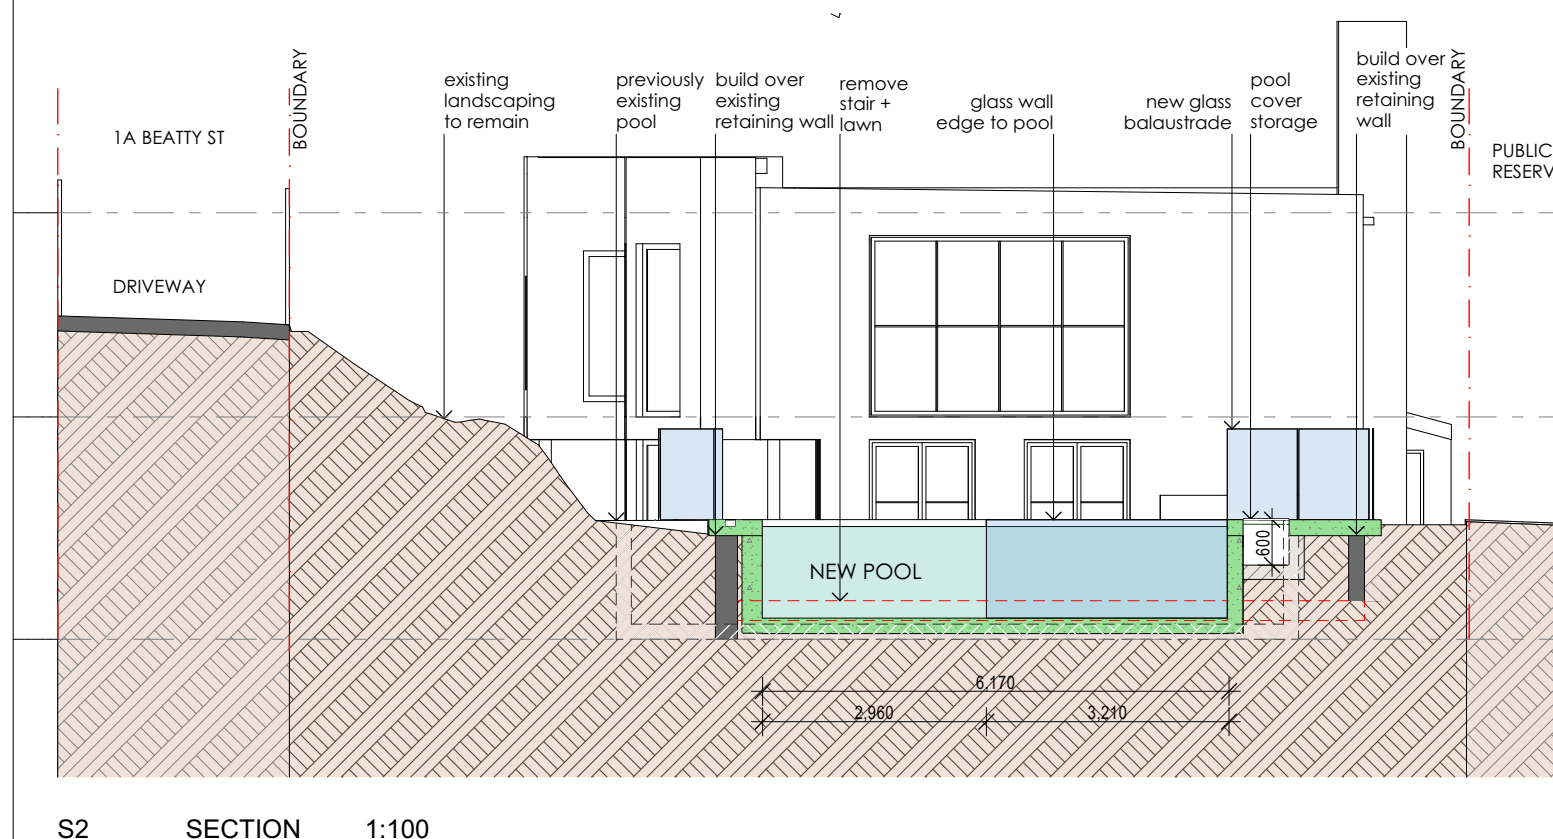 1A BEATTY ST
BOUNDARY
existing
landscaping
to remain
previously
existing
pool
build over
existing
retaining wall
remove
stair +
lawn
glass wall
edge to pool
new glass
balaustrade
pool
cover
storage
build over
existing
retaining
wall
BOUNDARY
PUBLIC
RESERV
DRIVEWAY
600
NEW POOL
6,170
2,960
3,210
S2 SECTION 1:100